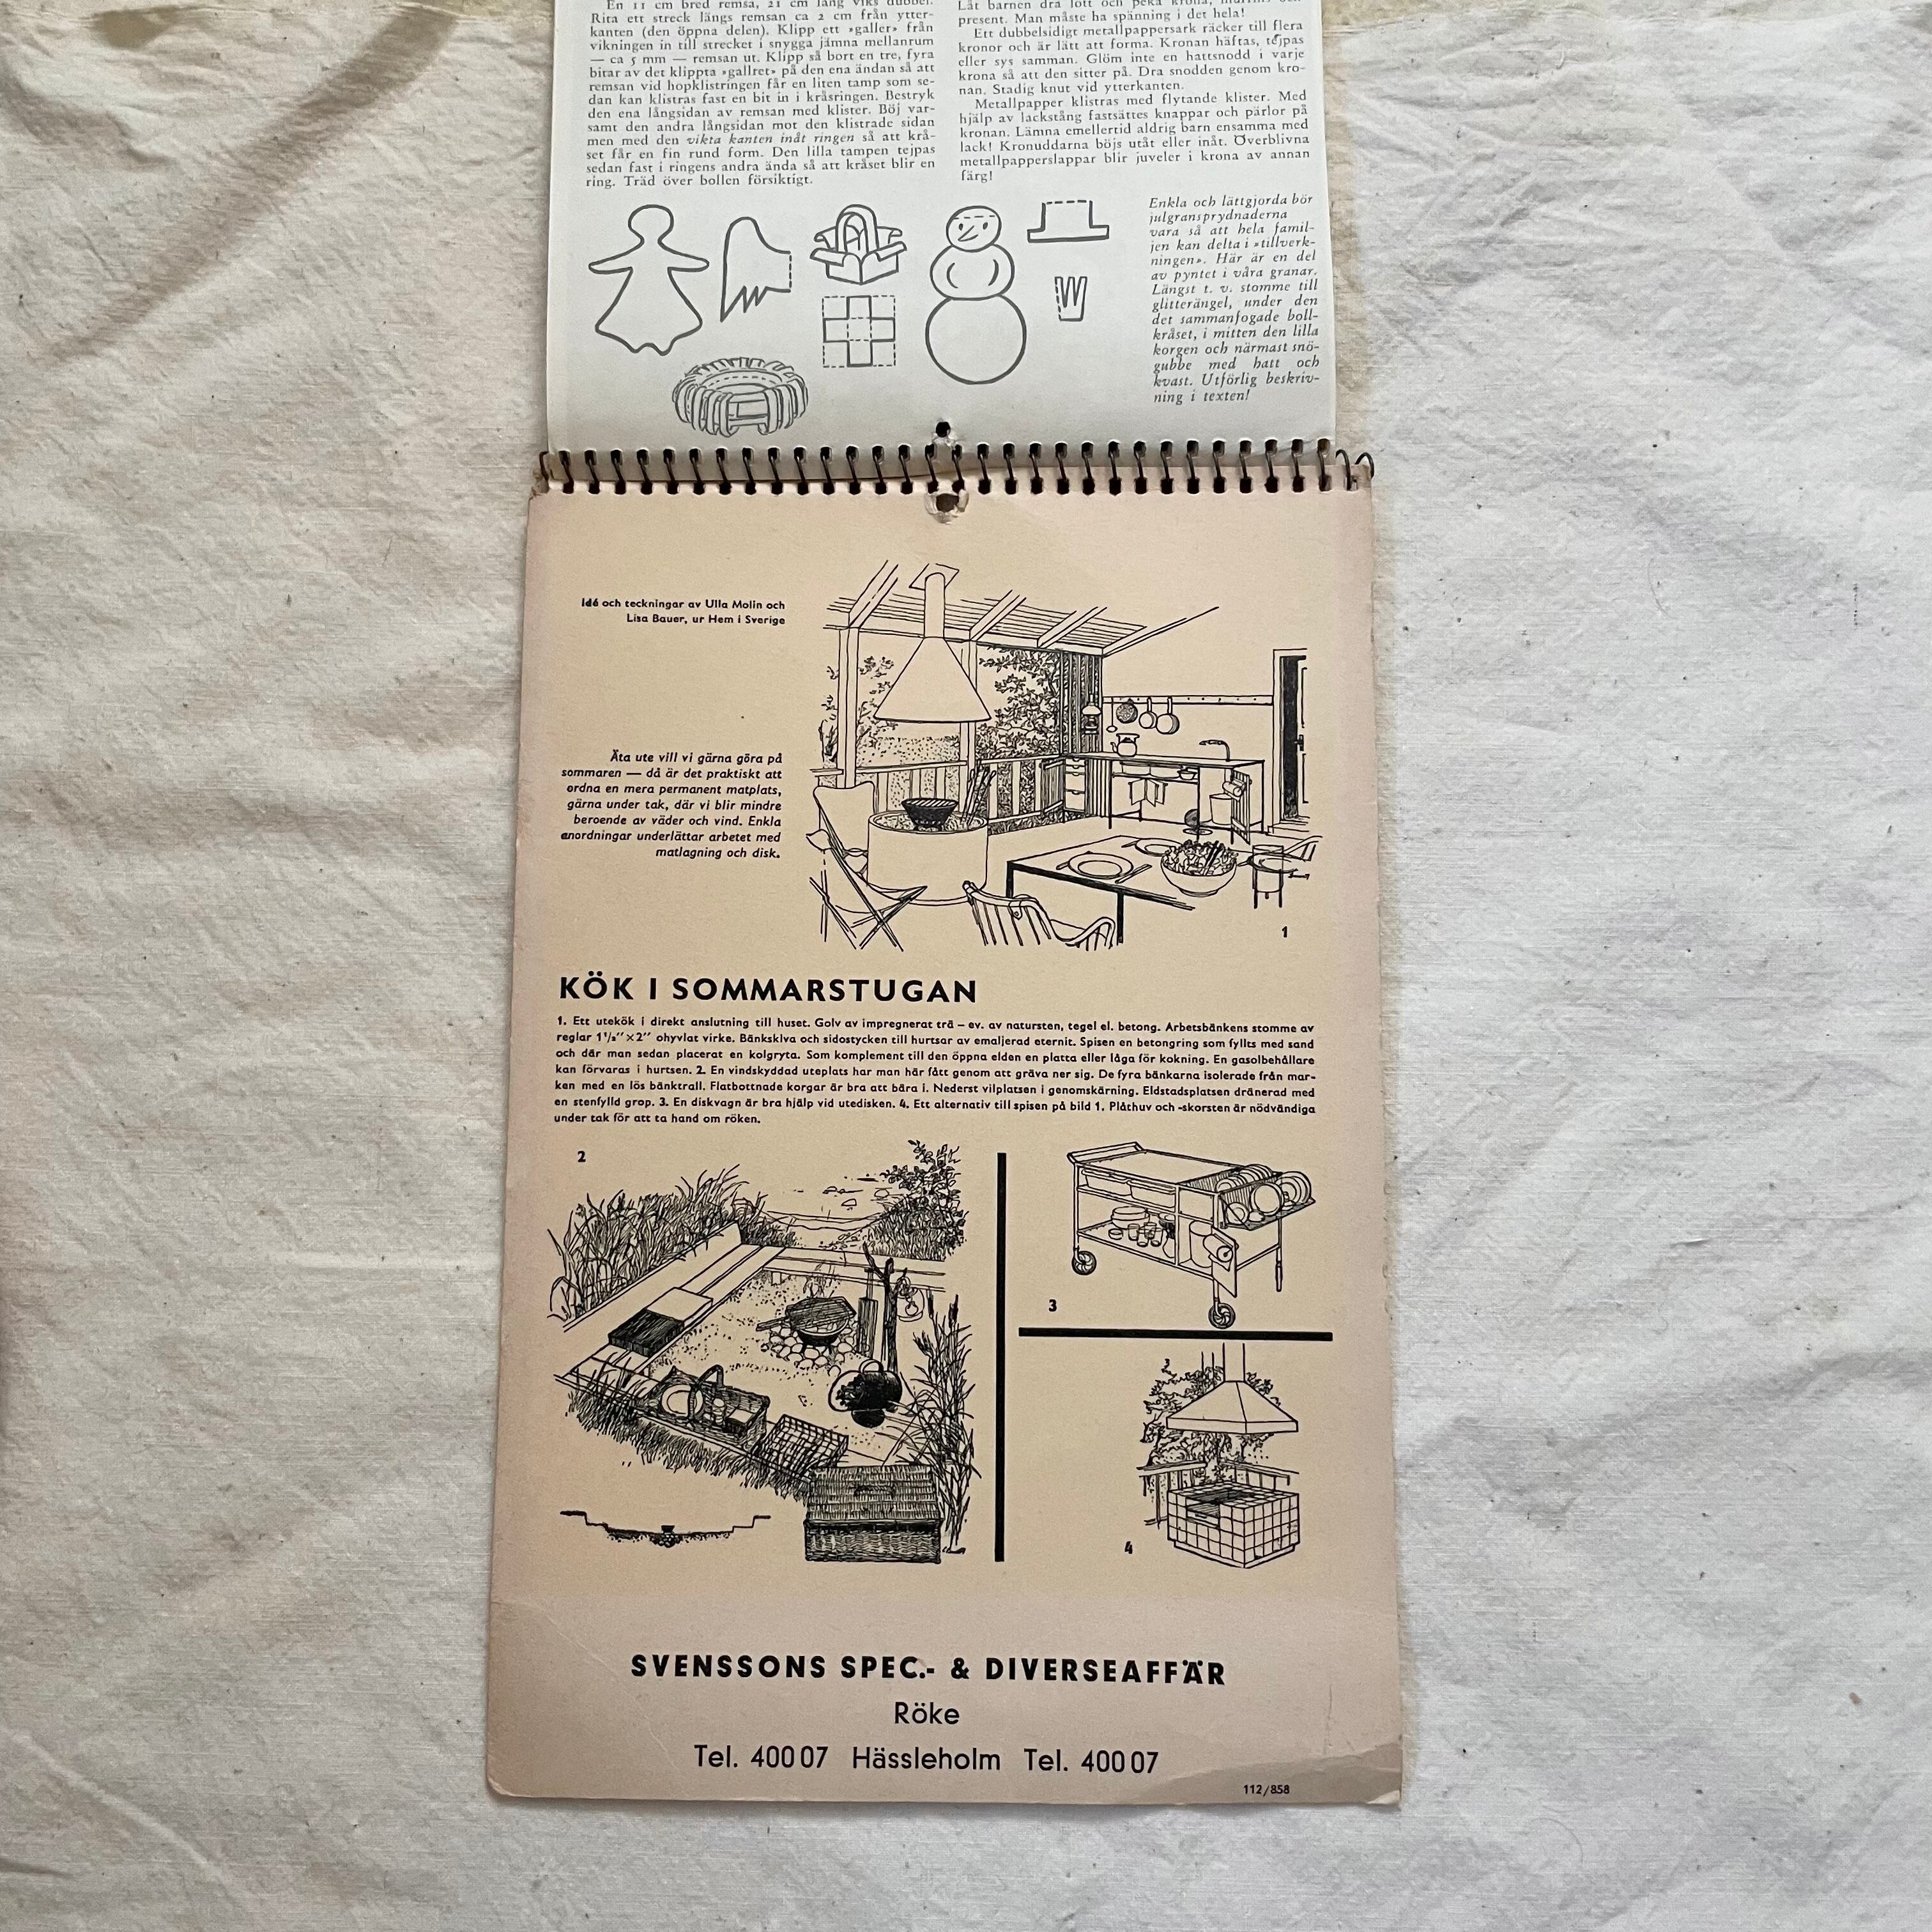 En 11 cm bred remsa, 21 cm lång viks dubbel.
Rita ett streck längs remsan ca 2 cm från ytter-
kanten (den öppna delen). Klipp ett »galler» från
vikningen in till strecket i snygga jämna mellanrum
— ca 5 mm — remsan ut. Klipp så bort en tre, fyra
bitar av det klippta »gallret» på den ena ändan så att
remsan vid hopklistringen får en liten tamp som se-
dan kan klistras fast en bit in i kråsringen. Bestryk
den ena långsidan av remsan med klister. Böj var-
samt den andra långsidan mot den klistrade sidan
men med den vikta kanten inåt ringen så att krå-
set får en fin rund form. Den lilla tampen tejpas
sedan fast i ringens andra ända så att kråset blir en
ring. Träd över bollen försiktigt.
Låt barnen dra lott och peka krona,
present. Man måste ha spänning i det hela!
Ett dubbelsidigt metallpappersark räcker till flera
kronor och är lätt att forma. Kronan häftas, tejpas
eller sys samman. Glöm inte en hattsnodd i varje
krona så att den sitter på. Dra snodden genom kro-
nan. Stadig knut vid ytterkanten.
Metallpapper klistras med flytande klister. Med
hjälp av lackstång fastsättes knappar och pärlor på
kronan. Lämna emellertid aldrig barn ensamma med
lack! Kronuddarna böjs utåt eller inåt. Överblivna
metallpapperslappar blir juveler i krona av annan
färg!
Enkla och lättgjorda bör
julgransprydnaderna
vara så att hela famil-
jen kan delta i »tillverk-
ningen». Här är en del
av pyntet i våra granar.
Längst t. v. stomme till
glitterängel, under den
det sammanfogade boll-
kråset, i mitten den lilla
korgen och närmast snö-
gubbe med hatt och
kvast. Utförlig beskriv-
ning i texten!
Idé och teckningar av Ulla Molin och
Lisa Bauer, ur Hem i Sverige
Äta ute vill vi gärna göra på
sommaren — då är det praktiskt att
ordna en mera permanent matplats,
gärna under tak, där vi blir mindre
beroende av väder och vind. Enkla
anordningar underlättar arbetet med
matlagning och disk.
1
KÖK I SOMMARSTUGAN
1. Ett utekök i direkt anslutning till huset. Golv av impregnerat trä – ev. av natursten, tegel el. betong. Arbetsbänkens stomme av
reglar 1¹/₂"×2" ohyvlat virke. Bänkskiva och sidostycken till hurtsar av emaljerad eternit. Spisen en betongring som fyllts med sand
och där man sedan placerat en kolgryta. Som komplement till den öppna elden en platta eller låga för kokning. En gasolbehållare
kan förvaras i hurtsen. 2. En vindskyddad uteplats har man här fått genom att gräva ner sig. De fyra bänkarna isolerade från mar-
ken med en lös bänktrall. Flatbottnade korgar är bra att bära i. Nederst vilplatsen i genomskärning. Eldstadsplatsen dränerad med
en stenfylld grop. 3. En diskvagn är bra hjälp vid utedisken. 4. Ett alternativ till spisen på bild 1. Plåthuv och -skorsten är nödvändiga
under tak för att ta hand om röken.
2
3
4
SVENSSONS SPEC.- & DIVERSEAFFÄR
Röke
Tel. 400 07 Hässleholm Tel. 400 07
112/858